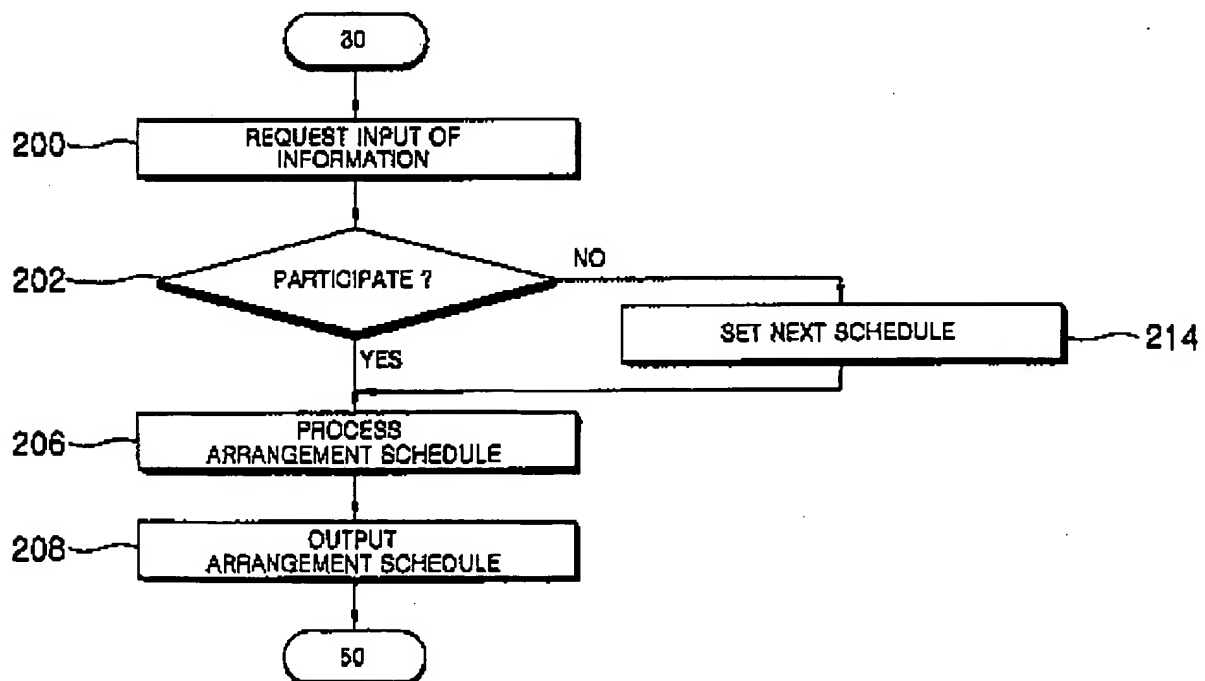 30
200
REQUEST INPUT OF
INFORMATION
202
PARTICIPATE ?
NO
SET NEXT SCHEDULE
214
YES
206
PROCESS
ARRANGEMENT SCHEDULE
208
OUTPUT
ARRANGEMENT SCHEDULE
50